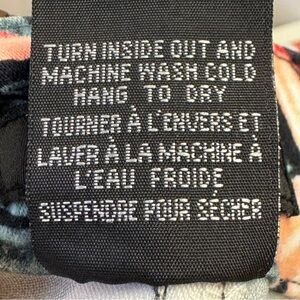 TURN INSIDE OUT AND
MACHINE WASH COLD
HANG TO DRY
TOURNER À L'ENVERS ET
LAVER À LA MACHINE À
L'EAU FROIDE
SUSPENDRE POUR SÉCHER